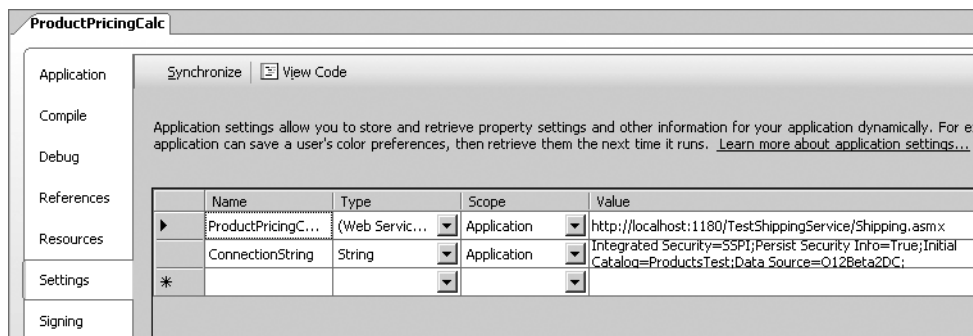 ProductPricingCalc
Application
Compile
Debug
References
Resources
Settings
Signing
Synchronize View Code
Application settings allow you to store and retrieve property settings and other information for your application dynamically. For e
application can save a user's color preferences, then retrieve them the next time it runs. Learn more about application settings...
Name Type Scope Value
ProductPricingC... (Web Servic... Application http://localhost:1180/TestShippingService/Shipping.asmx
ConnectionString String Application Integrated Security=SSPI;Persist Security Info=True;Initial
Catalog=ProductsTest;Data Source=O12Beta2DC;